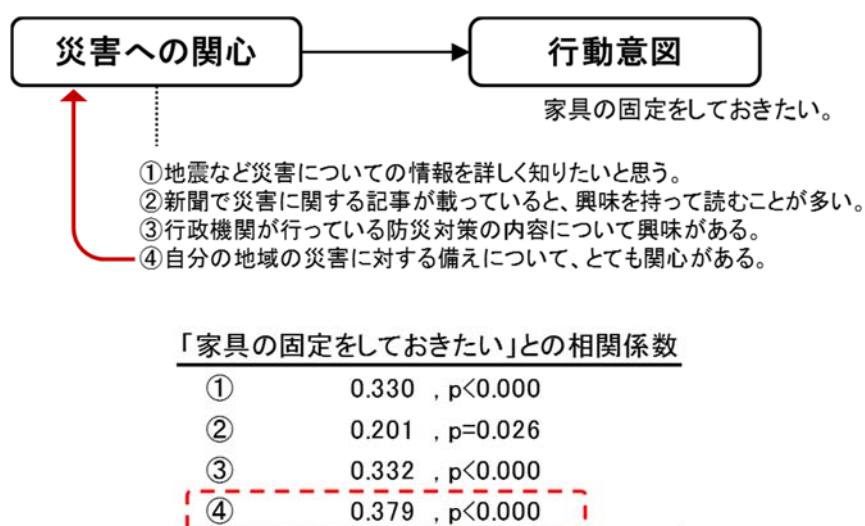 災害への関心
行動意図
家具の固定をしておきたい。
①地震など災害についての情報を詳しく知りたいと思う。
②新聞で災害に関する記事が載っていると、興味を持って読むことが多い。
③行政機関が行っている防災対策の内容について興味がある。
④自分の地域の災害に対する備えについて、とても関心がある。
「家具の固定をしておきたい」との相関係数
① 0.330 , p<0.000
② 0.201 , p=0.026
③ 0.332 , p<0.000
④ 0.379 , p<0.000